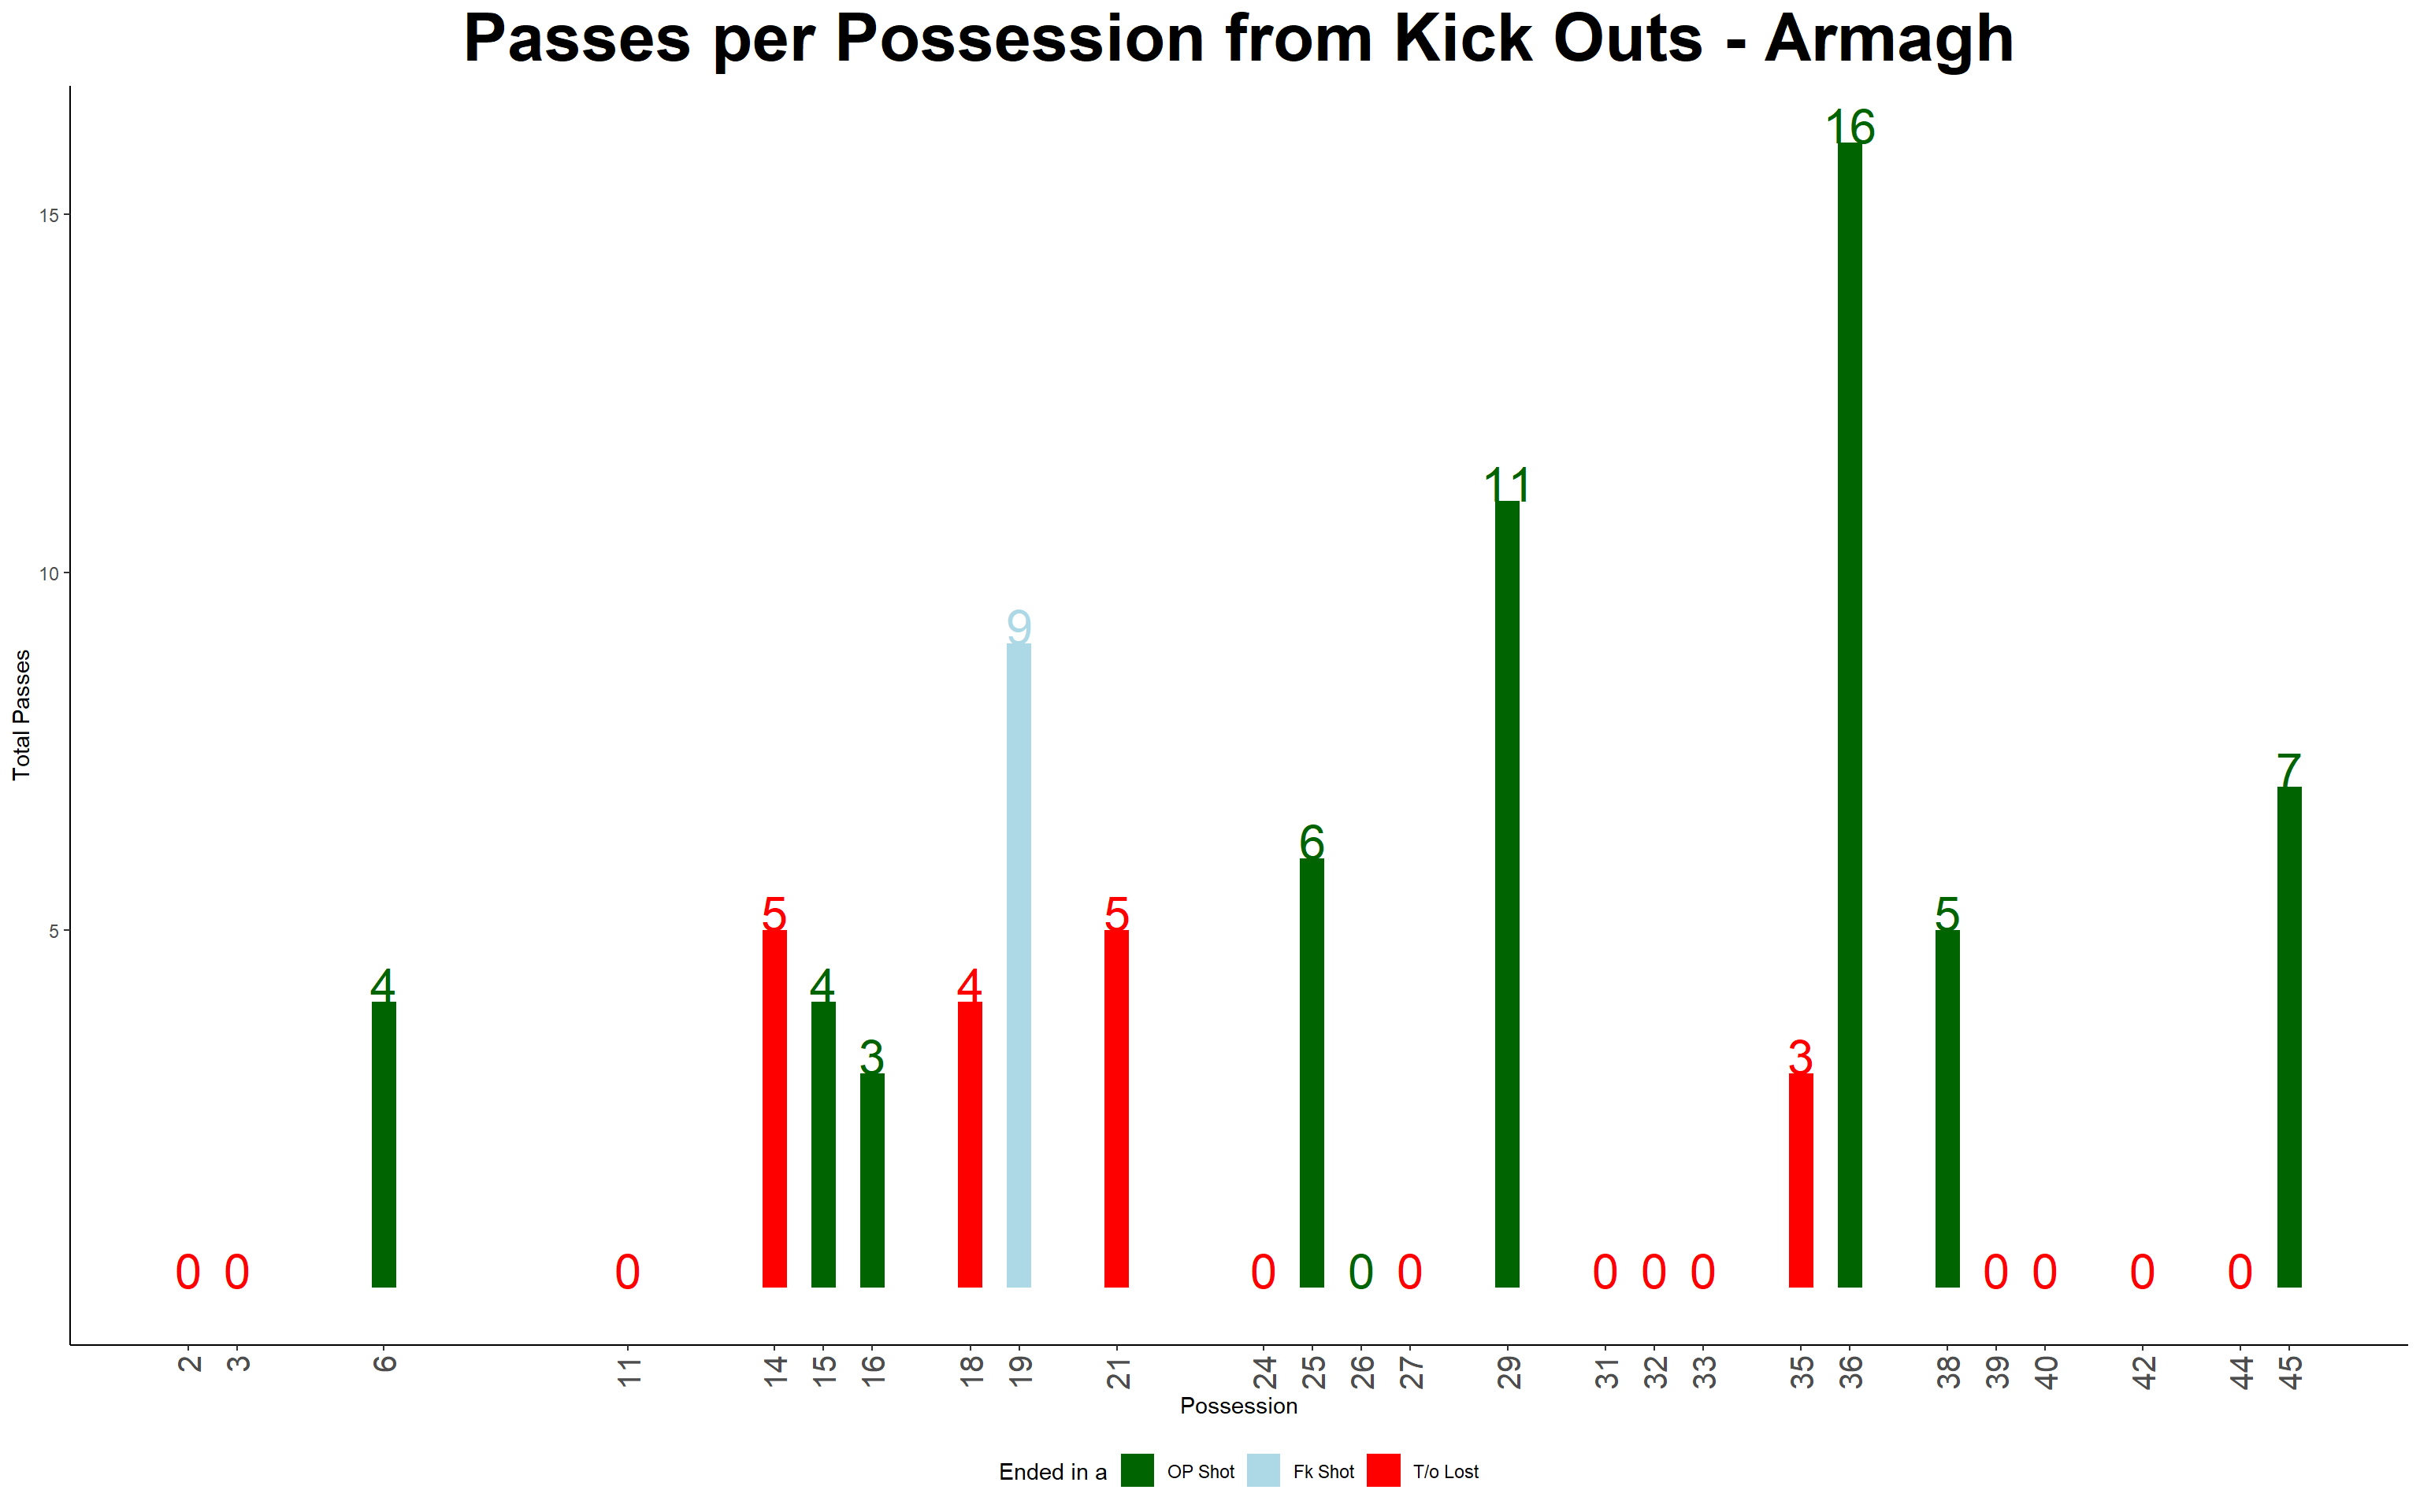 Passes per Possession from Kick Outs - Armagh
16
15
11
10
9
Total Passes
7
6
5 5 5
5
4 4 4
3 3
0 0 0 0 0 0 0 0 0 0 0 0 0
2 3 6 11 14 15 16 18 19 21 24 25 26 27 29 31 32 33 35 36 38 39 40 42 44 45
Possession
Ended in a OP Shot Fk Shot T/o Lost